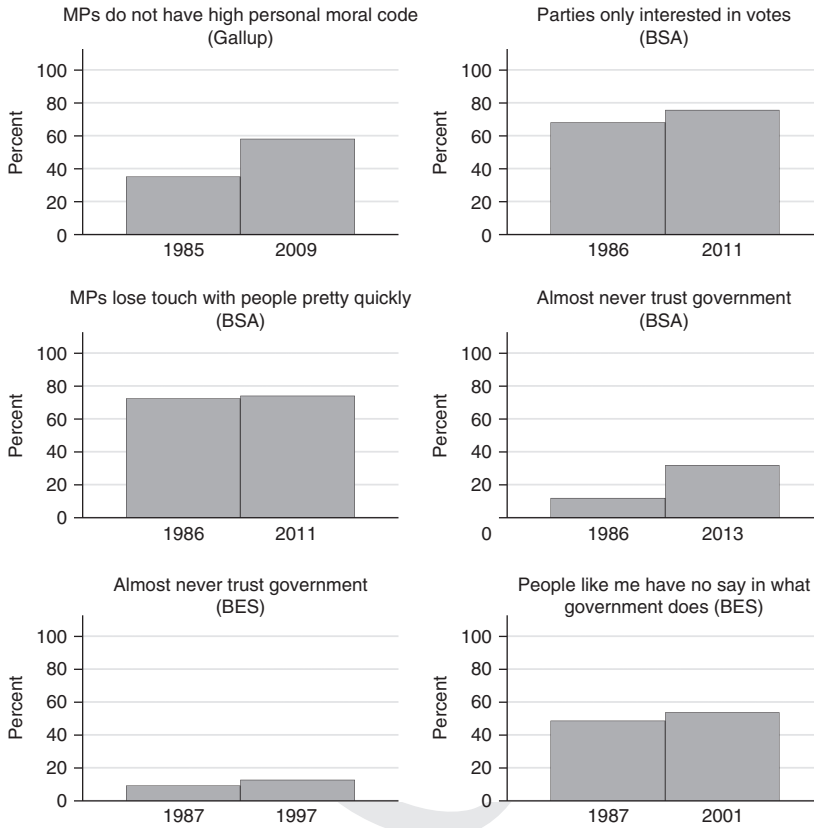 MPs do not have high personal moral code
(Gallup)
100
80
60
40
20
0
Percent
1985 2009
Parties only interested in votes
(BSA)
100
80
60
40
20
0
Percent
1986 2011
MPs lose touch with people pretty quickly
(BSA)
100
80
60
40
20
0
Percent
1986 2011
Almost never trust government
(BSA)
100
80
60
40
20
0
Percent
1986 2013
Almost never trust government
(BES)
100
80
60
40
20
0
Percent
1987 1997
People like me have no say in what
government does (BES)
100
80
60
40
20
0
Percent
1987 2001